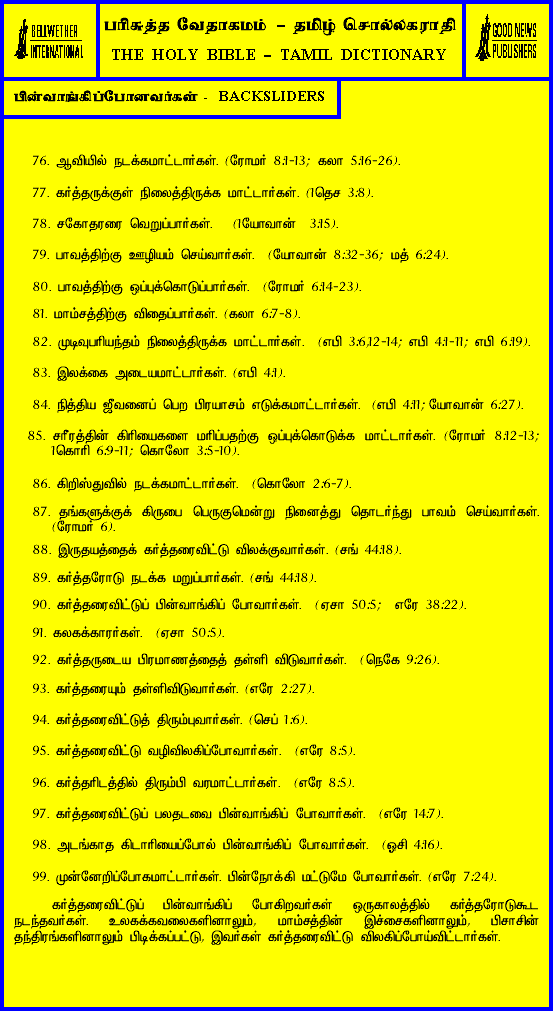 BELLWETHER
INTERNATIONAL
பரிசுத்த வேதாகமம் – தமிழ் சொல்லகராதி
THE HOLY BIBLE – TAMIL DICTIONARY
GOOD NEWS
PUBLISHERS
பின்வாங்கிப்போனவர்கள் - BACKSLIDERS
76. ஆவியில் நடக்கமாட்டார்கள். (ரோமர் 8:1-13; கலா 5:16-26).
77. கர்த்தருக்குள் நிலைத்திருக்க மாட்டார்கள். (1தெச 3:8).
78. சகோதரரை வெறுப்பார்கள். (1யோவான் 3:15).
79. பாவத்திற்கு ஊழியம் செய்வார்கள். (யோவான் 8:32-36; மத் 6:24).
80. பாவத்திற்கு ஒப்புக்கொடுப்பார்கள். (ரோமர் 6:14-23).
81. மாம்சத்திற்கு விதைப்பார்கள். (கலா 6:7-8).
82. முடிவுபரியந்தம் நிலைத்திருக்க மாட்டார்கள். (எபி 3:6,12-14; எபி 4:1-11; எபி 6:19).
83. இலக்கை அடையமாட்டார்கள். (எபி 4:1).
84. நித்திய ஜீவனைப் பெற பிரயாசம் எடுக்கமாட்டார்கள். (எபி 4:11; யோவான் 6:27).
85. சரீரத்தின் கிரியைகளை மரிப்பதற்கு ஒப்புக்கொடுக்க மாட்டார்கள். (ரோமர் 8:12-13;
1கொரி 6:9-11; கொலோ 3:5-10).
86. கிறிஸ்துவில் நடக்கமாட்டார்கள். (கொலோ 2:6-7).
87. தங்களுக்குக் கிருபை பெருகுமென்று நினைத்து தொடர்ந்து பாவம் செய்வார்கள்.
(ரோமர் 6).
88. இருதயத்தைக் கர்த்தரைவிட்டு விலக்குவார்கள். (சங் 44:18).
89. கர்த்தரோடு நடக்க மறுப்பார்கள். (சங் 44:18).
90. கர்த்தரைவிட்டுப் பின்வாங்கிப் போவார்கள். (ஏசா 50:5; எரே 38:22).
91. கலகக்காரர்கள். (ஏசா 50:5).
92. கர்த்தருடைய பிரமாணத்தைத் தள்ளி விடுவார்கள். (நெகே 9:26).
93. கர்த்தரையும் தள்ளிவிடுவார்கள். (எரே 2:27).
94. கர்த்தரைவிட்டுத் திரும்புவார்கள். (செப் 1:6).
95. கர்த்தரைவிட்டு வழிவிலகிப்போவார்கள். (எரே 8:5).
96. கர்த்தரிடத்தில் திரும்பி வரமாட்டார்கள். (எரே 8:5).
97. கர்த்தரைவிட்டுப் பலதடவை பின்வாங்கிப் போவார்கள். (எரே 14:7).
98. அடங்காத கிடாரியைப்போல் பின்வாங்கிப் போவார்கள். (ஓசி 4:16).
99. முன்னேறிப்போகமாட்டார்கள். பின்நோக்கி மட்டுமே போவார்கள். (எரே 7:24).
கர்த்தரைவிட்டுப் பின்வாங்கிப் போகிறவர்கள் ஒருகாலத்தில் கர்த்தரோடுகூட
நடந்தவர்கள். உலகக்கவலைகளினாலும், மாம்சத்தின் இச்சைகளினாலும், பிசாசின்
தந்திரங்களினாலும் பிடிக்கப்பட்டு, இவர்கள் கர்த்தரைவிட்டு விலகிப்போய்விட்டார்கள்.